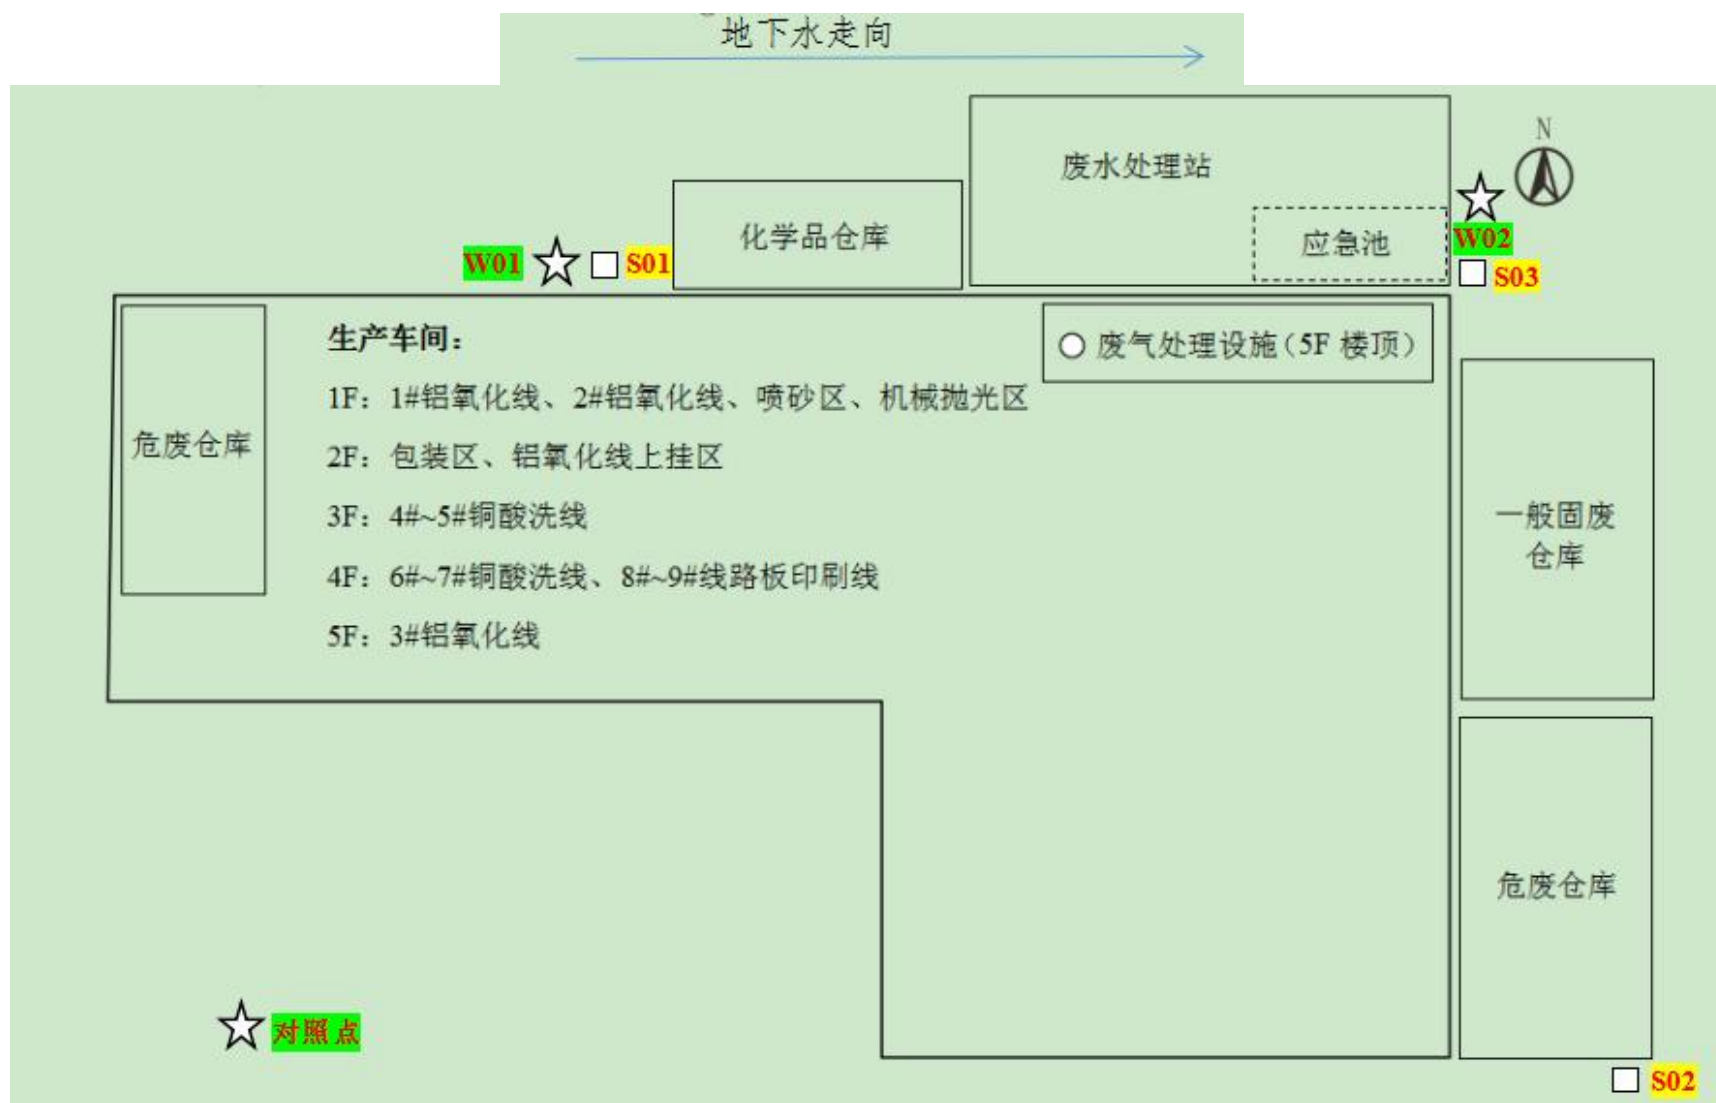 地下水走向
N
废水处理站
应急池
化学品仓库
W01
S01
W02
S03
生产车间：
废气处理设施（5F 楼顶）
1F：1#铝氧化线、2#铝氧化线、喷砂区、机械抛光区
2F：包装区、铝氧化线上挂区
3F：4#~5#铜酸洗线
4F：6#~7#铜酸洗线、8#~9#线路板印刷线
5F：3#铝氧化线
危废仓库
一般固废
仓库
危废仓库
对照点
S02